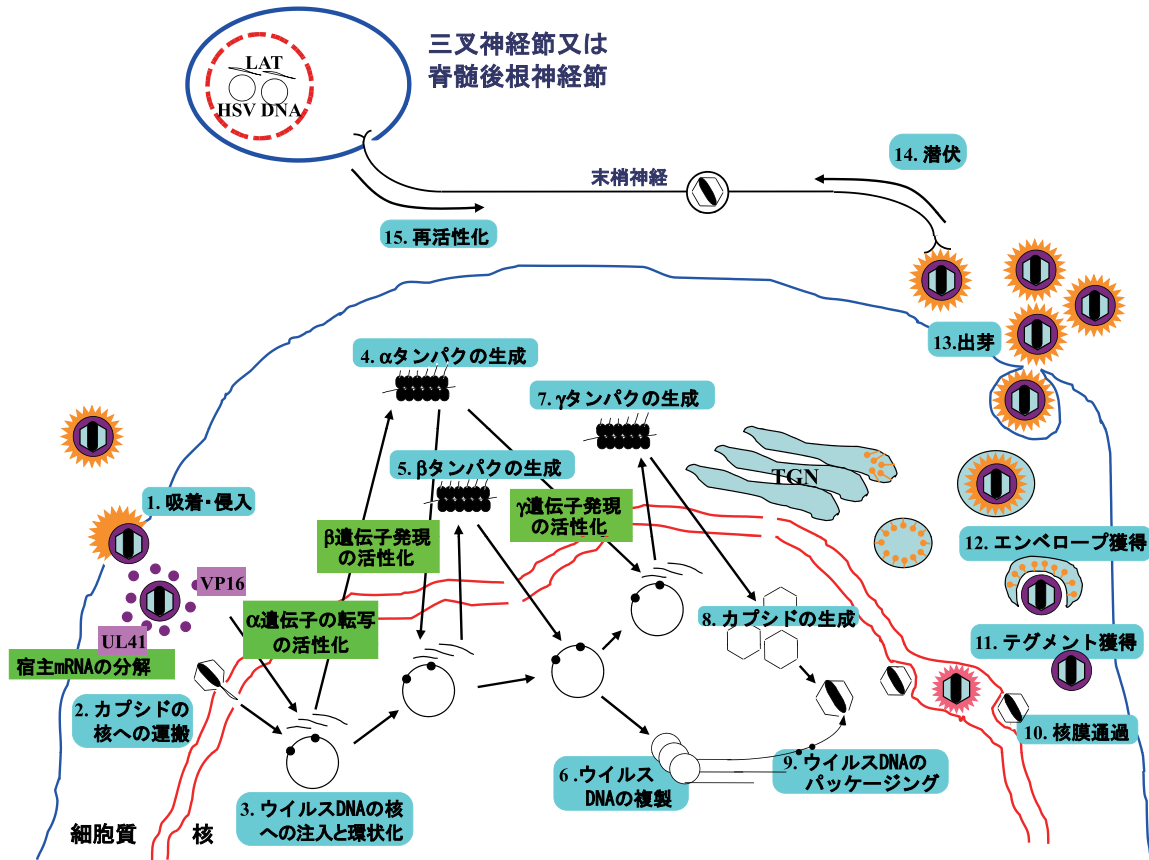 三叉神経節又は
脊髄後根神経節
LAT
HSV DNA
14. 潜伏
末梢神経
15. 再活性化
13.出芽
4. αタンパクの生成
7. γタンパクの生成
5. βタンパクの生成
TGN
1. 吸着・侵入
γ遺伝子発現
の活性化
β遺伝子発現
の活性化
12. エンベロープ獲得
VP16
α遺伝子の転写
の活性化
8. カプシドの生成
UL41
宿主mRNAの分解
11. テグメント獲得
2. カプシドの
核への運搬
10. 核膜通過
6 .ウイルス
DNAの複製
9. ウイルスDNAの
パッケージング
3. ウイルスDNAの核
への注入と環状化
細胞質
核